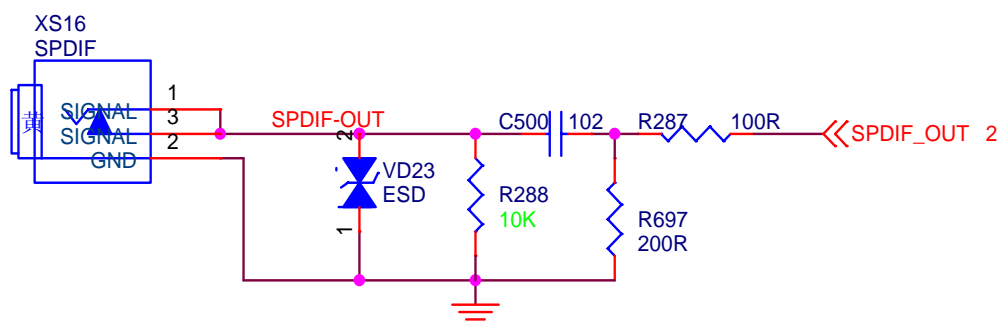 XS16
SPDIF
黄
SIGNAL
1
SIGNAL
3
GND
2
SPDIF-OUT
2
VD23
ESD
1
R288
10K
C500 102
R287 100R
R697
200R
SPDIF_OUT 2